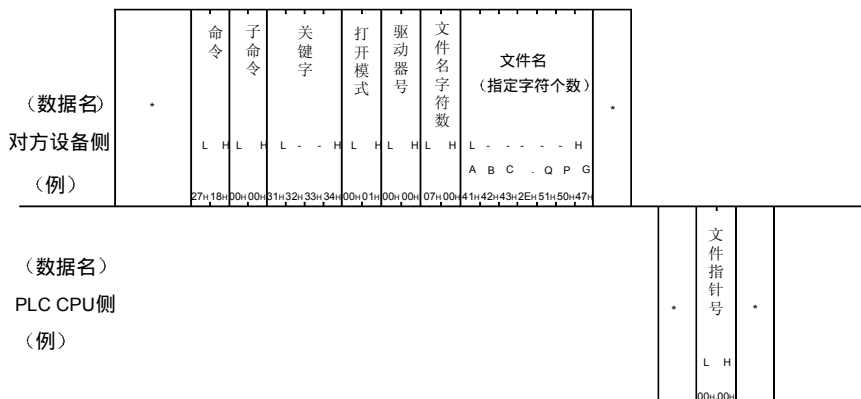 命令
子命令
关键字
打开模式
驱动器号
文件名字符数
文件名
（指定字符个数）
（数据名）
对方设备侧
（例）
*
*
L H L H L - - H L H L H L H L - - - - - H
A B C . Q P G
27H 18H 00H 00H 31H 32H 33H 34H 00H 01H 00H 00H 07H 00H 41H 42H 43H 2EH 51H 50H 47H
（数据名）
PLC CPU侧
（例）
*
文件指针号
*
L H
00H 00H